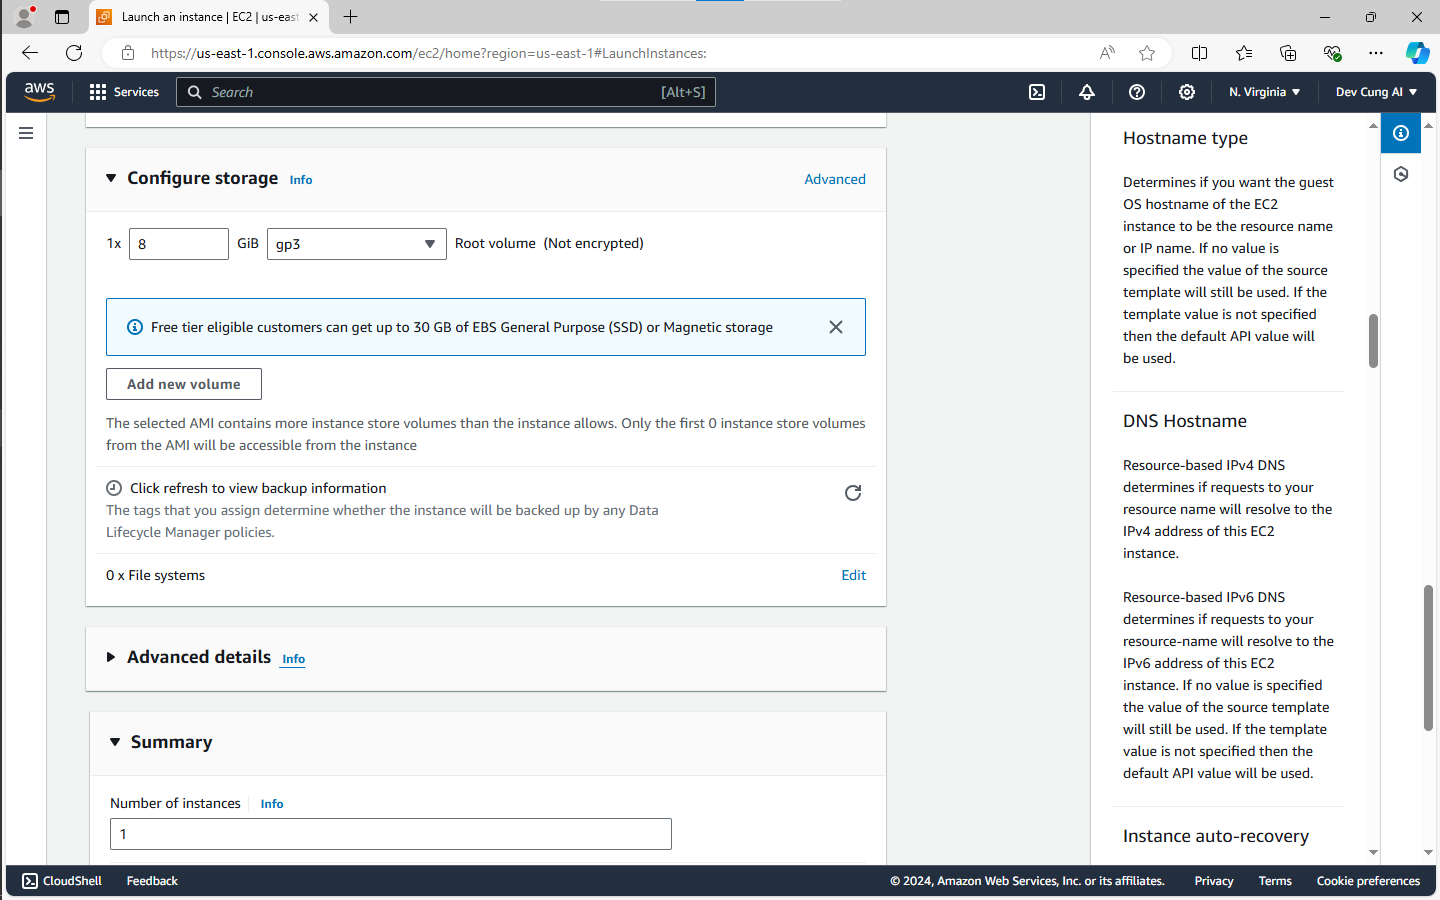 Launch an instance | EC2 | us-east
https://us-east-1.console.aws.amazon.com/ec2/home?region=us-east-1#LaunchInstances:
aws
Services
Search
[Alt+S]
N. Virginia
Dev Cung AI
Configure storage
Info
Advanced
1x
8
GiB
gp3
Root volume (Not encrypted)
Free tier eligible customers can get up to 30 GB of EBS General Purpose (SSD) or Magnetic storage
Add new volume
The selected AMI contains more instance store volumes than the instance allows. Only the first 0 instance store volumes
from the AMI will be accessible from the instance
Click refresh to view backup information
The tags that you assign determine whether the instance will be backed up by any Data
Lifecycle Manager policies.
0 x File systems
Edit
Advanced details
Info
Summary
Number of instances
Info
1
Hostname type
Determines if you want the guest
OS hostname of the EC2
instance to be the resource name
or IP name. If no value is
specified the value of the source
template will still be used. If the
template value is not specified
then the default API value will
be used.
DNS Hostname
Resource-based IPv4 DNS
determines if requests to your
resource name will resolve to the
IPv4 address of this EC2
instance.
Resource-based IPv6 DNS
determines if requests to your
resource-name will resolve to the
IPv6 address of this EC2
instance. If no value is specified
the value of the source template
will still be used. If the template
value is not specified then the
default API value will be used.
Instance auto-recovery
CloudShell
Feedback
© 2024, Amazon Web Services, Inc. or its affiliates.
Privacy
Terms
Cookie preferences